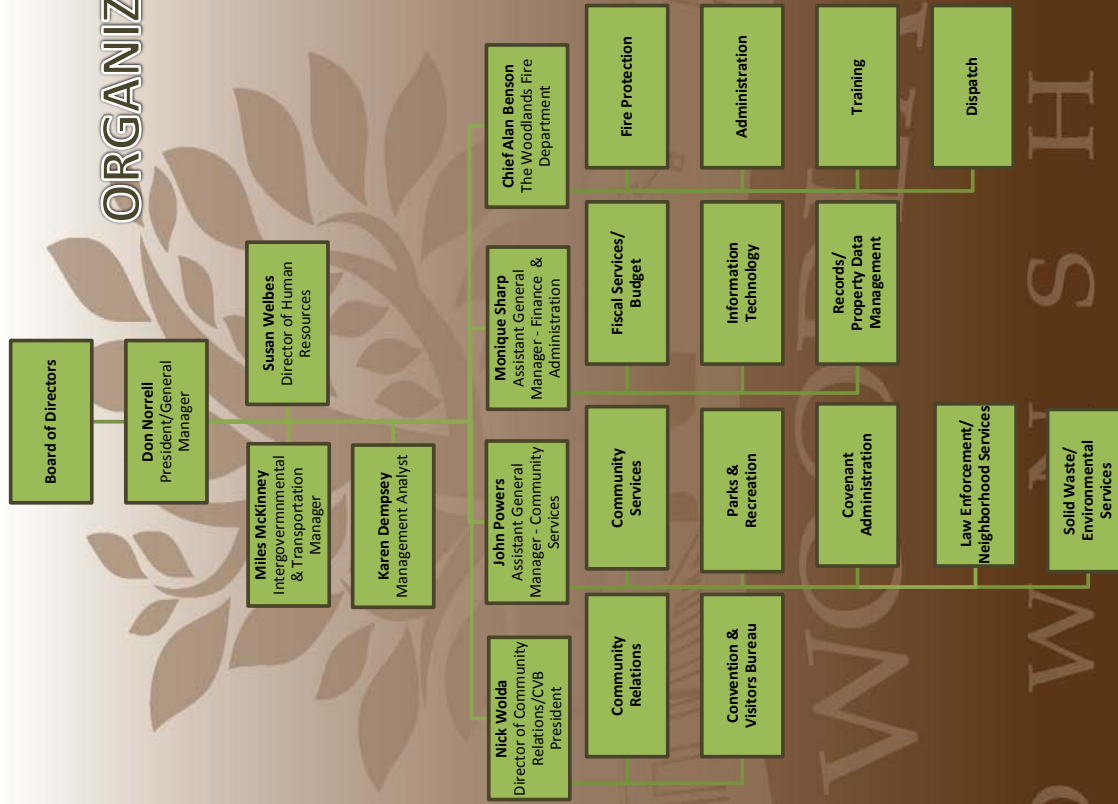 ORGANIZ
Board of Directors
Don Norrell
President/General
Manager
Miles McKinney
Intergovernmnental
& Transportation
Manager
Susan Welbes
Director of Human
Resources
Karen Dempsey
Management Analyst
Nick Wolda
Director of Community
Relations/CVB
President
John Powers
Assistant General
Manager - Community
Services
Monique Sharp
Assistant General
Manager - Finance &
Administration
Chief Alan Benson
The Woodlands Fire
Department
Community
Relations
Convention &
Visitors Bureau
Community
Services
Parks &
Recreation
Covenant
Administration
Law Enforcement/
Neighborhood Services
Solid Waste/
Environmental
Services
Fiscal Services/
Budget
Information
Technology
Records/
Property Data
Management
Fire Protection
Administration
Training
Dispatch
WOODLA
W N S H